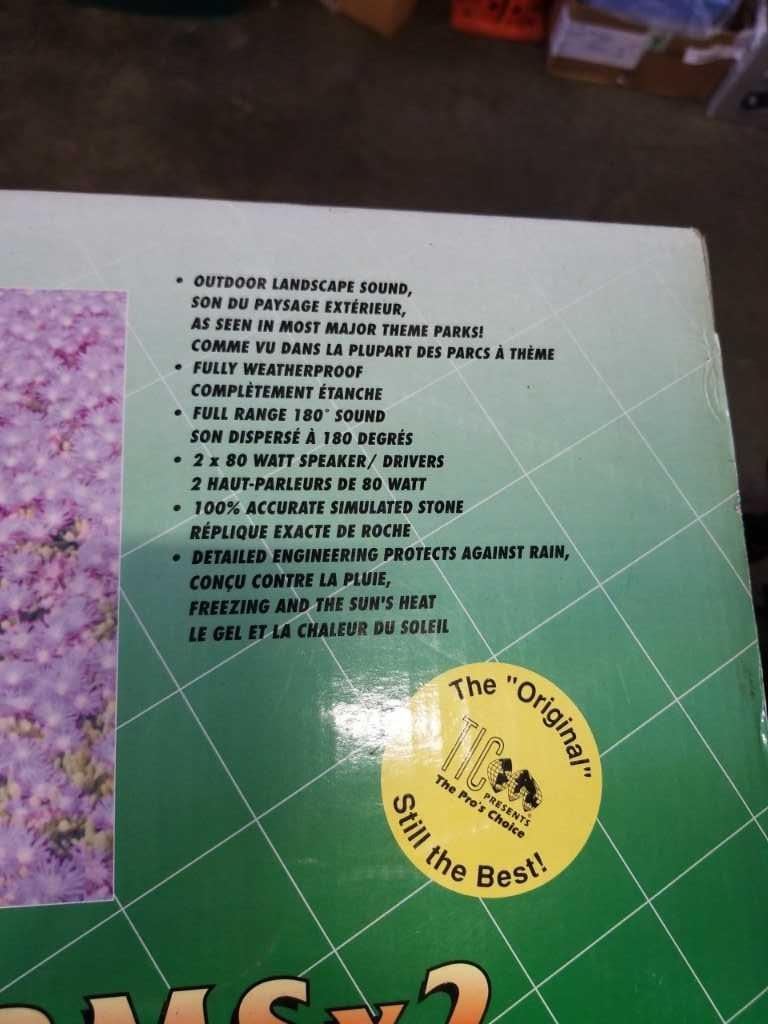 • OUTDOOR LANDSCAPE SOUND,
SON DU PAYSAGE EXTÉRIEUR,
AS SEEN IN MOST MAJOR THEME PARKS!
COMME VU DANS LA PLUPART DES PARCS À THÈME
• FULLY WEATHERPROOF
COMPLÈTEMENT ÉTANCHE
• FULL RANGE 180° SOUND
SON DISPERSÉ À 180 DEGRÉS
• 2 x 80 WATT SPEAKER/ DRIVERS
2 HAUT-PARLEURS DE 80 WATT
• 100% ACCURATE SIMULATED STONE
RÉPLIQUE EXACTE DE ROCHE
• DETAILED ENGINEERING PROTECTS AGAINST RAIN,
CONÇU CONTRE LA PLUIE,
FREEZING AND THE SUN'S HEAT
LE GEL ET LA CHALEUR DU SOLEIL
The "Original"
TIC
PRESENTS
The Pro's Choice
Still the Best!
MSx2